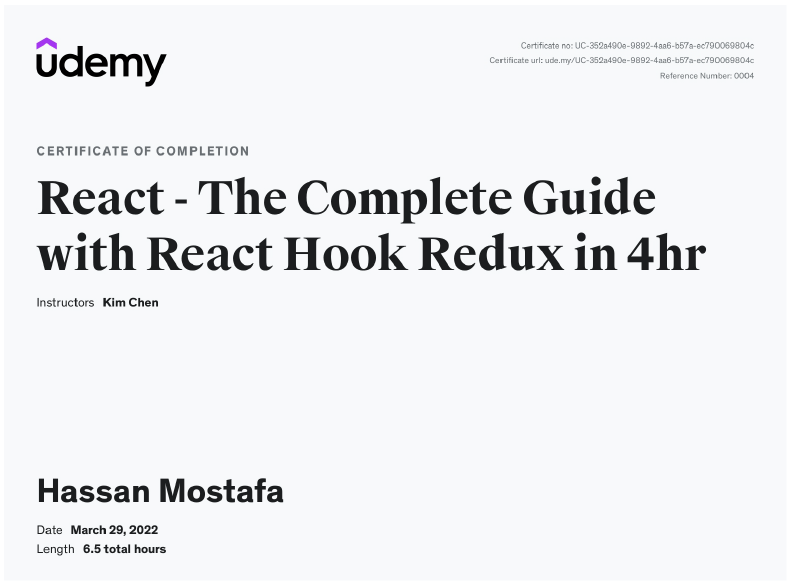 udemy
Certificate no: UC-352a490e-9892-4aa6-b57a-ec790069804c
Certificate url: ude.my/UC-352a490e-9892-4aa6-b57a-ec790069804c
Reference Number: 0004
CERTIFICATE OF COMPLETION
React - The Complete Guide
with React Hook Redux in 4hr
Instructors Kim Chen
Hassan Mostafa
Date March 29, 2022
Length 6.5 total hours